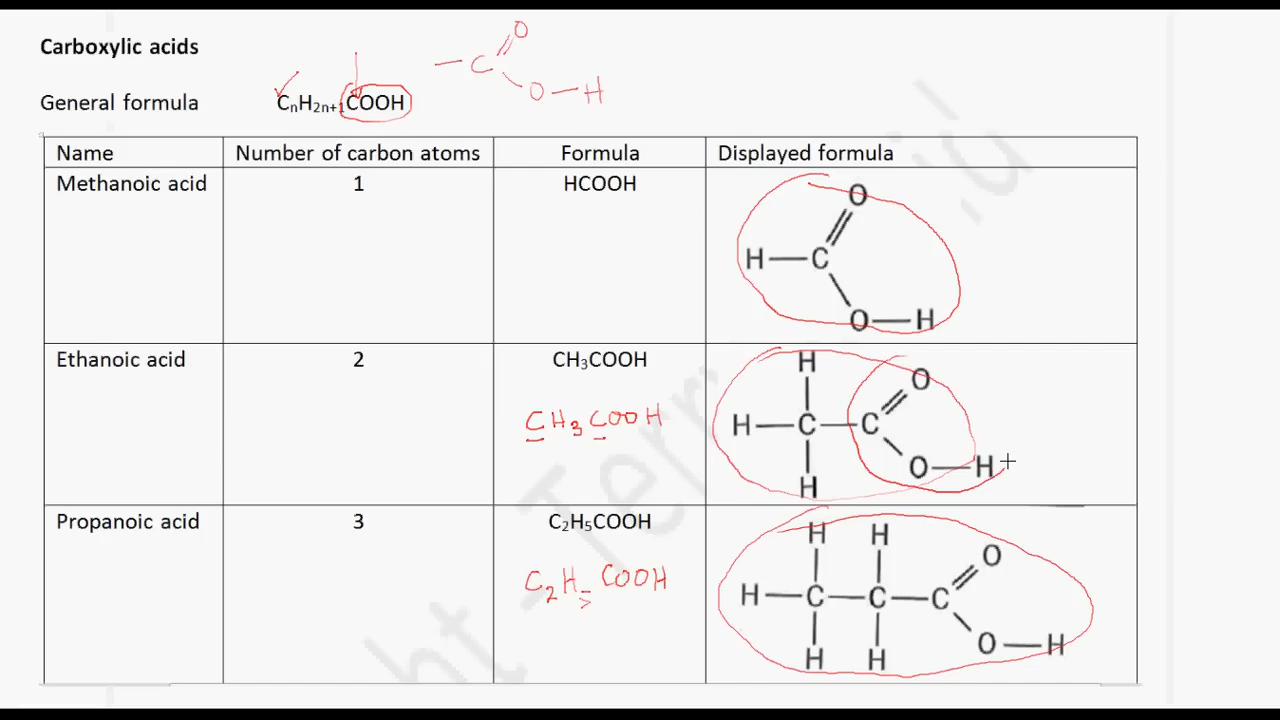 Carboxylic acids
O
— C
O — H
General formula CₙH₂ₙ₊₁COOH
Name Number of carbon atoms Formula Displayed formula
Methanoic acid 1 HCOOH
O
H — C
O — H
Ethanoic acid 2 CH₃COOH
H O
CH₃COOH
H — C — C
O — H
H
Propanoic acid 3 C₂H₅COOH
H H O
C₂H₅COOH
H — C — C — C
O — H
H H